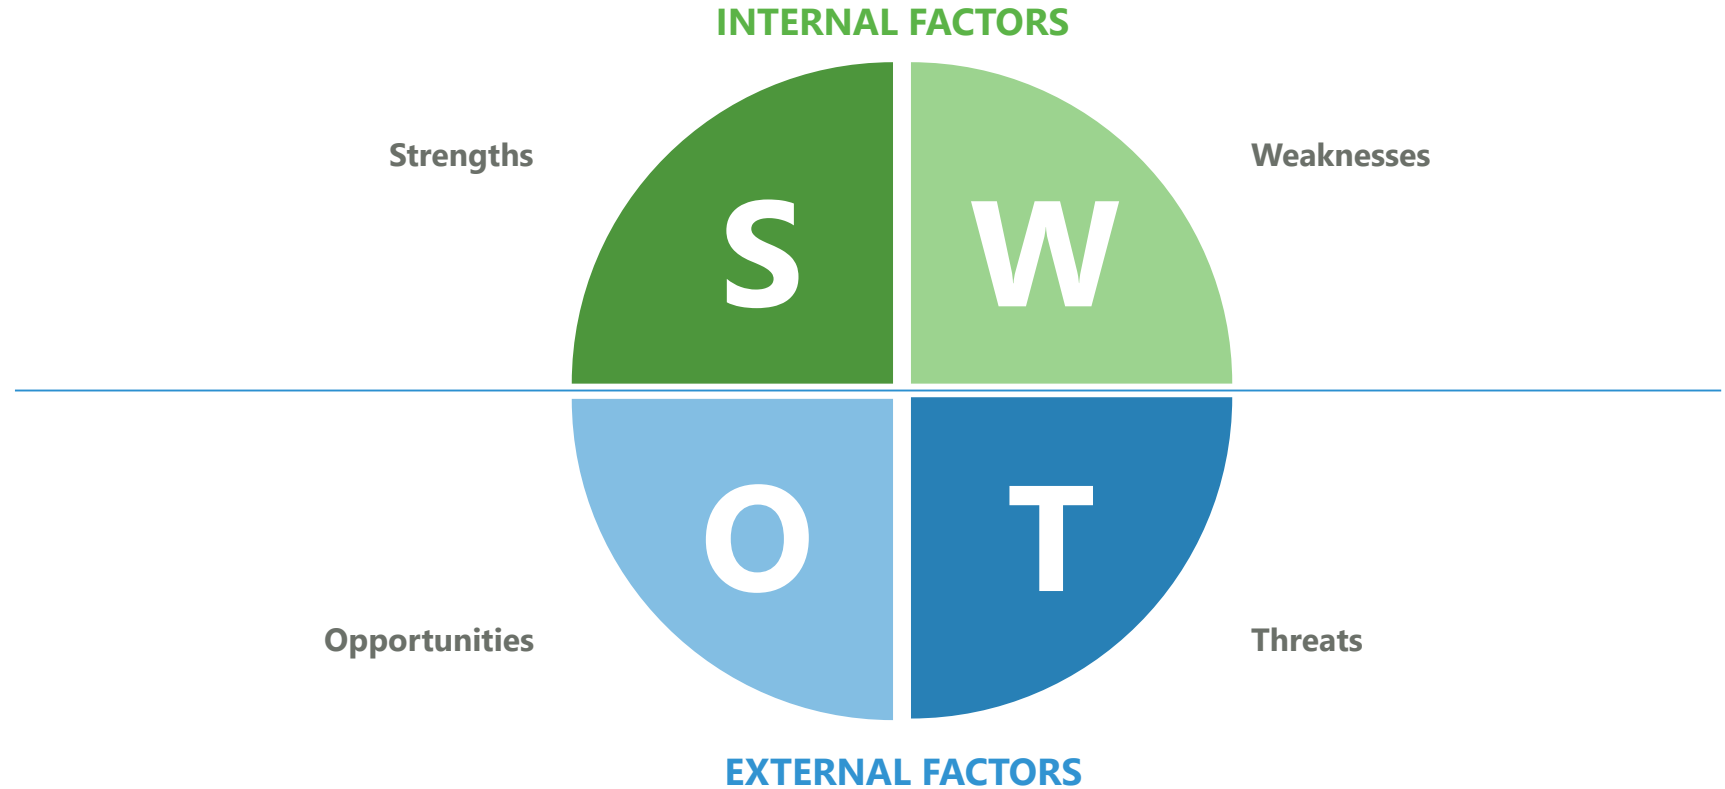 INTERNAL FACTORS
Strengths
Weaknesses
S
W
O
T
Opportunities
Threats
EXTERNAL FACTORS